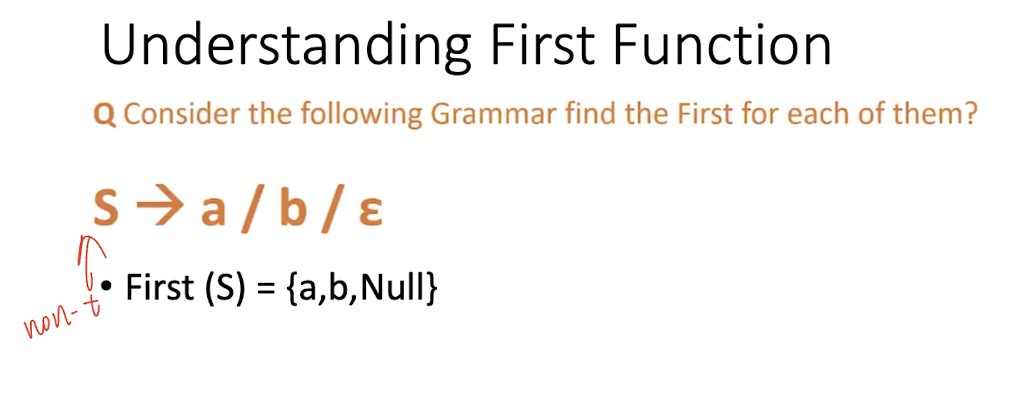 Understanding First Function
Q Consider the following Grammar find the First for each of them?
S → a / b / ε
• First (S) = {a,b,Null}
non-t